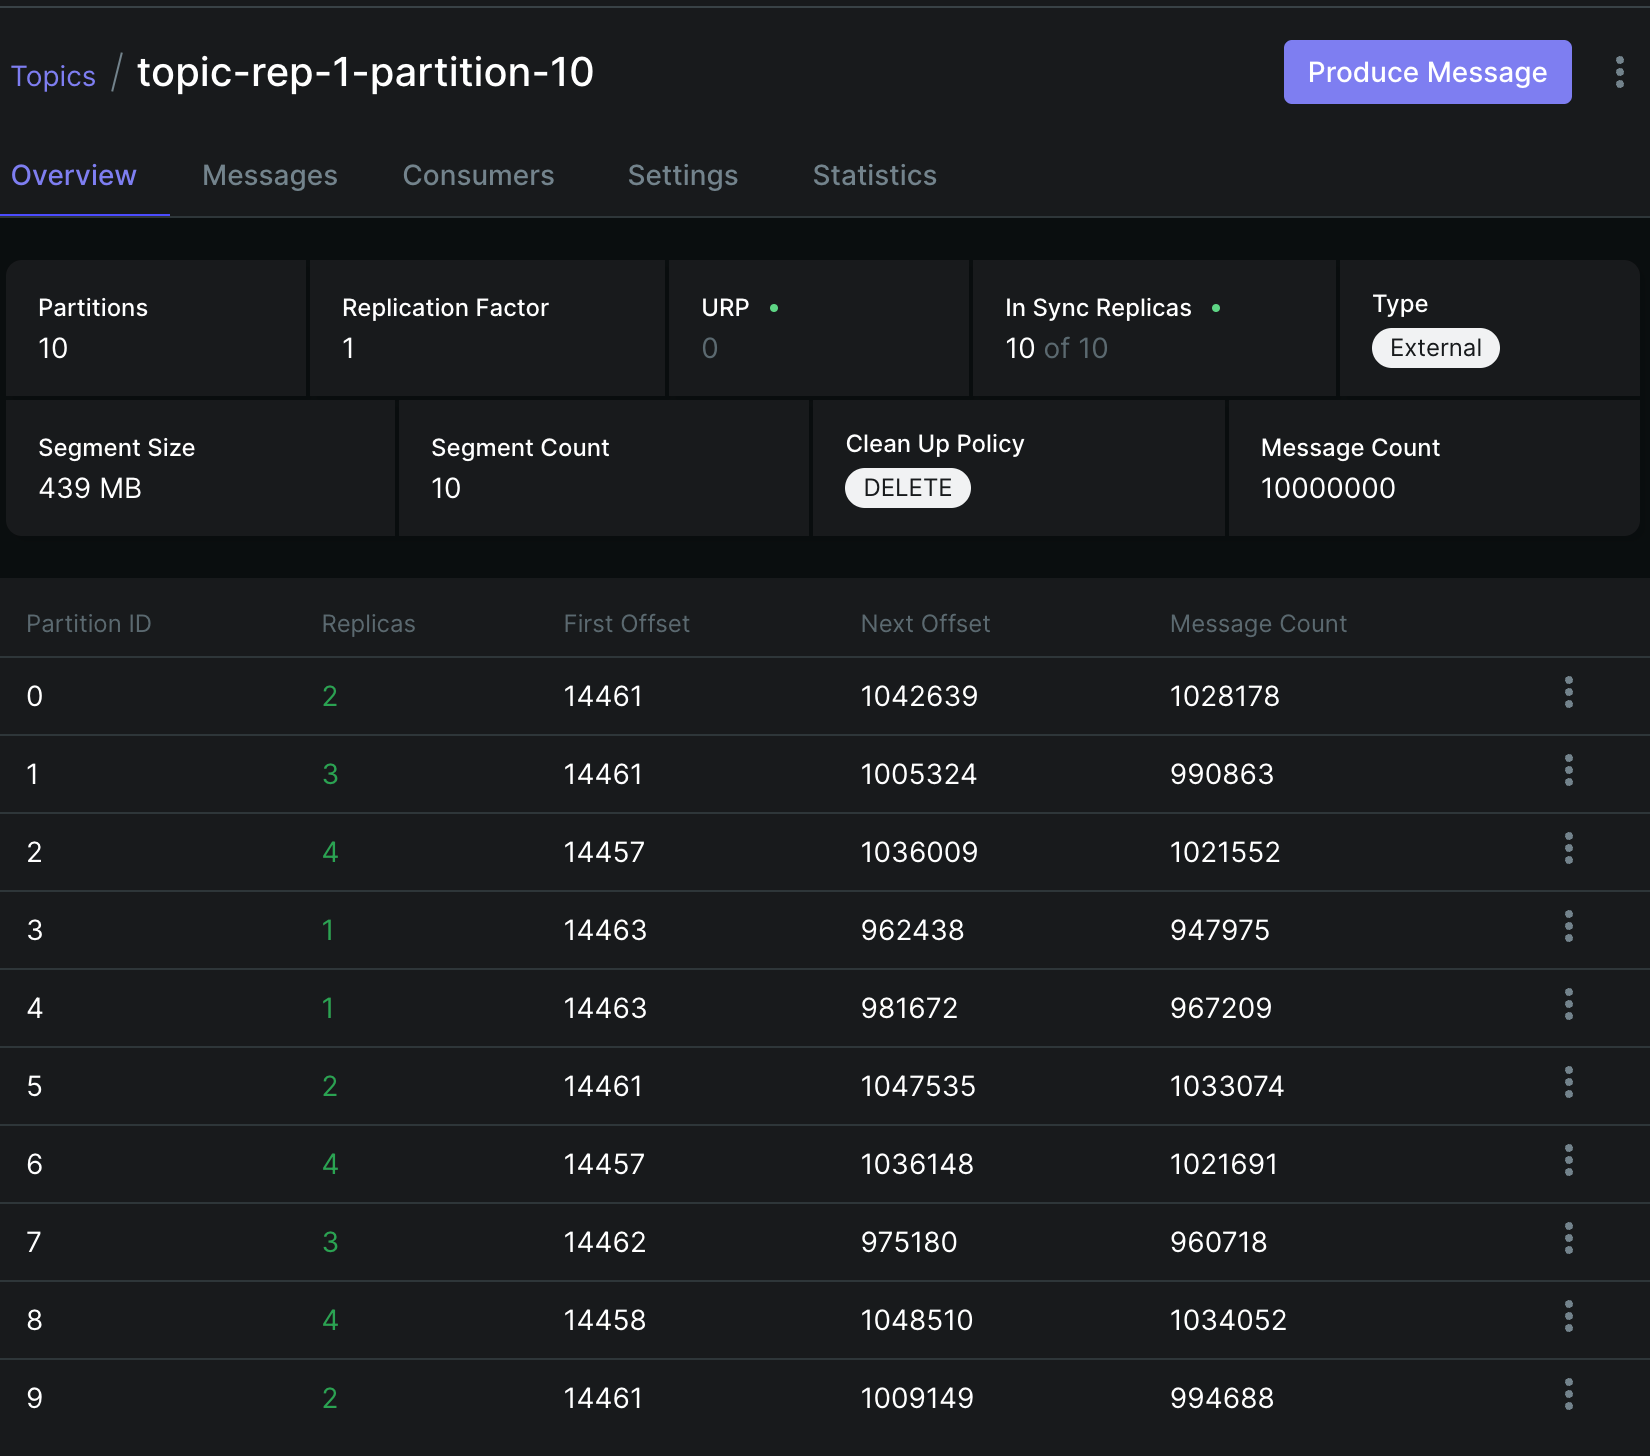 Topics / topic-rep-1-partition-10
Produce Message
Overview Messages Consumers Settings Statistics
Partitions Replication Factor URP In Sync Replicas Type
10 1 0 10 of 10 External
Segment Size Segment Count Clean Up Policy Message Count
439 MB 10 DELETE 10000000
Partition ID Replicas First Offset Next Offset Message Count
0 2 14461 1042639 1028178
1 3 14461 1005324 990863
2 4 14457 1036009 1021552
3 1 14463 962438 947975
4 1 14463 981672 967209
5 2 14461 1047535 1033074
6 4 14457 1036148 1021691
7 3 14462 975180 960718
8 4 14458 1048510 1034052
9 2 14461 1009149 994688